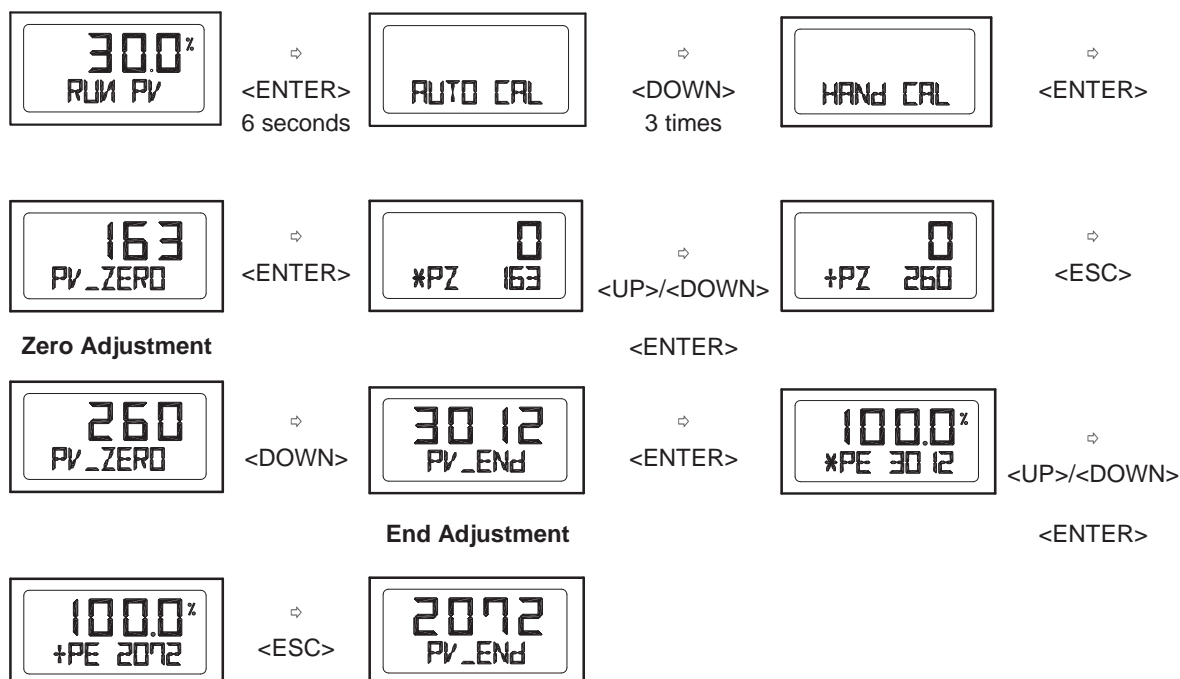 30.0%
RUN PV
⇨
<ENTER>
6 seconds
AUTO CAL
⇨
<DOWN>
3 times
HANd CAL
⇨
<ENTER>
163
PV_ZERO
⇨
<ENTER>
0
*PZ 163
⇨
<UP>/<DOWN>
<ENTER>
0
+PZ 260
⇨
<ESC>
Zero Adjustment
260
PV_ZERO
⇨
<DOWN>
3012
PV_ENd
⇨
<ENTER>
100.0%
*PE 3012
⇨
<UP>/<DOWN>
<ENTER>
End Adjustment
100.0%
+PE 2072
⇨
<ESC>
2072
PV_ENd